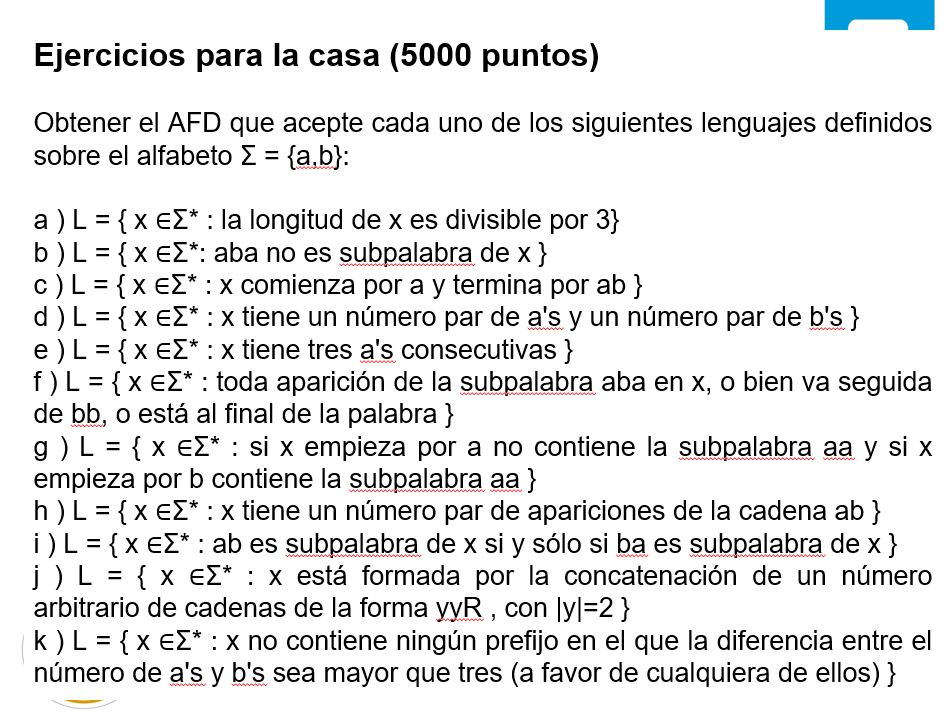 Ejercicios para la casa (5000 puntos)
Obtener el AFD que acepte cada uno de los siguientes lenguajes definidos
sobre el alfabeto Σ = {a,b}:
a ) L = { x ∈Σ* : la longitud de x es divisible por 3}
b ) L = { x ∈Σ*: aba no es subpalabra de x }
c ) L = { x ∈Σ* : x comienza por a y termina por ab }
d ) L = { x ∈Σ* : x tiene un número par de a's y un número par de b's }
e ) L = { x ∈Σ* : x tiene tres a's consecutivas }
f ) L = { x ∈Σ* : toda aparición de la subpalabra aba en x, o bien va seguida
de bb, o está al final de la palabra }
g ) L = { x ∈Σ* : si x empieza por a no contiene la subpalabra aa y si x
empieza por b contiene la subpalabra aa }
h ) L = { x ∈Σ* : x tiene un número par de apariciones de la cadena ab }
i ) L = { x ∈Σ* : ab es subpalabra de x si y sólo si ba es subpalabra de x }
j ) L = { x ∈Σ* : x está formada por la concatenación de un número
arbitrario de cadenas de la forma yyR , con |y|=2 }
k ) L = { x ∈Σ* : x no contiene ningún prefijo en el que la diferencia entre el
número de a's y b's sea mayor que tres (a favor de cualquiera de ellos) }